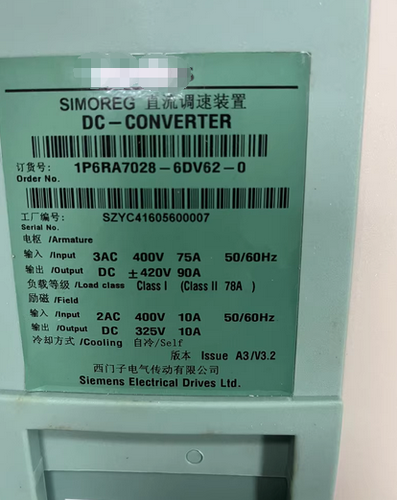 SIMOREG 直流调速装置
DC-CONVERTER
订货号: 1P6RA7028-6DV62-0
Order No.
工厂编号: SZYC41605600007
Serial No.
电枢 /Armature
输入 /Input 3AC 400V 75A 50/60Hz
输出 /Output DC ±420V 90A
负载等级 /Load class Class I (Class II 78A)
励磁 /Field
输入 /Input 2AC 400V 10A 50/60Hz
输出 /Output DC 325V 10A
冷却方式 /Cooling 自冷/Self
版本 Issue A3/V3.2
西门子电气传动有限公司
Siemens Electrical Drives Ltd.